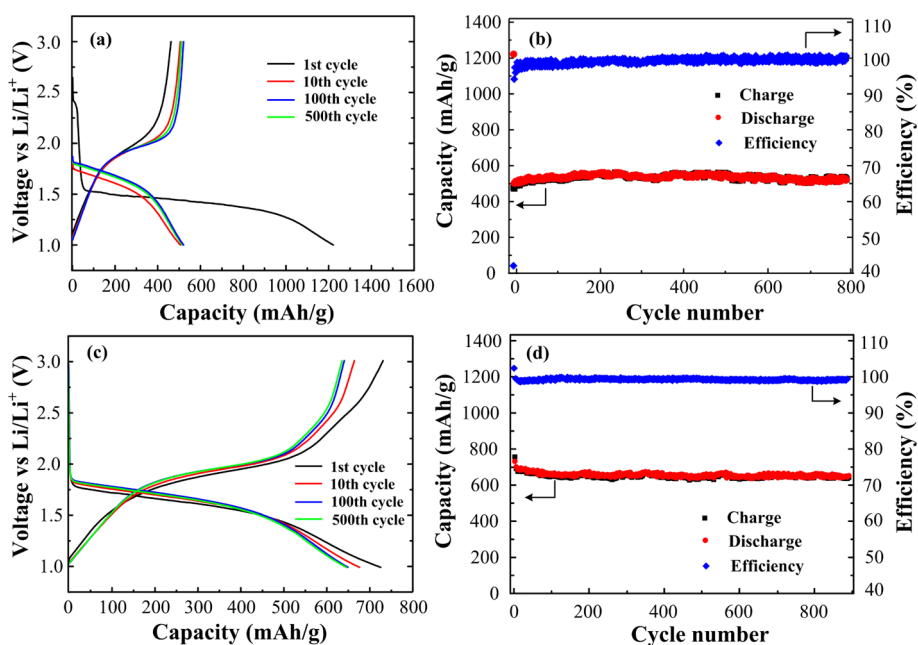 (a)
1st cycle
10th cycle
100th cycle
500th cycle
Voltage vs Li/Li⁺ (V)
3.0
2.5
2.0
1.5
1.0
0 200 400 600 800 1000 1200 1400 1600
Capacity (mAh/g)
(b)
Charge
Discharge
Efficiency
Capacity (mAh/g)
1400
1200
1000
800
600
400
200
0
Efficiency (%)
100
90
80
70
60
50
40
0 200 400 600 800
Cycle number
(c)
1st cycle
10th cycle
100th cycle
500th cycle
Voltage vs Li/Li⁺ (V)
3.0
2.5
2.0
1.5
1.0
0 100 200 300 400 500 600 700 800
Capacity (mAh/g)
(d)
Charge
Discharge
Efficiency
Capacity (mAh/g)
1400
1200
1000
800
600
400
200
0
Efficiency (%)
100
90
80
70
60
50
40
0 200 400 600 800
Cycle number